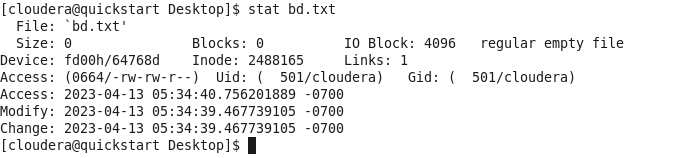 [cloudera@quickstart Desktop]$ stat bd.txt
  File: `bd.txt'
  Size: 0               Blocks: 0          IO Block: 4096   regular empty file
Device: fd00h/64768d    Inode: 2488165     Links: 1
Access: (0664/-rw-rw-r--)  Uid: (  501/cloudera)   Gid: (  501/cloudera)
Access: 2023-04-13 05:34:40.756201889 -0700
Modify: 2023-04-13 05:34:39.467739105 -0700
Change: 2023-04-13 05:34:39.467739105 -0700
[cloudera@quickstart Desktop]$